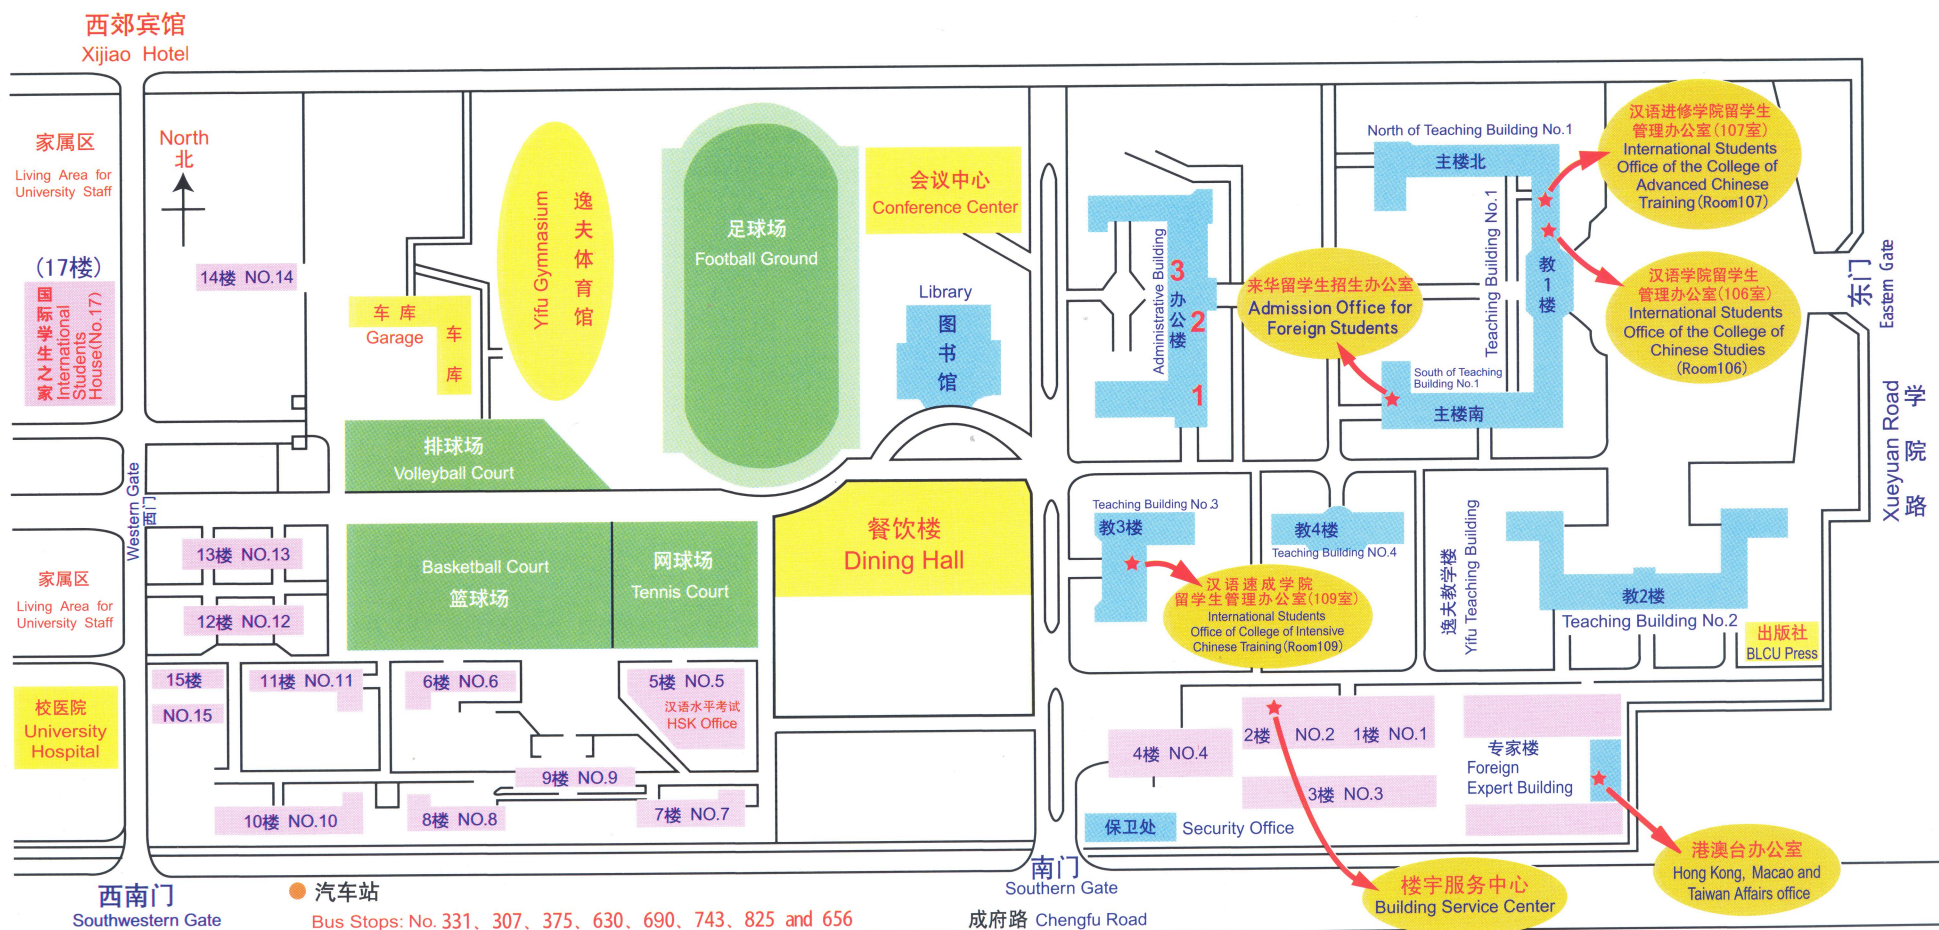 西郊宾馆
Xijiao Hotel
家属区
Living Area for
University Staff
North
北
(17楼)
国际学生之家
International
Students
House(No.17)
14楼 NO.14
车库
Garage
车库
逸夫体育馆
Yifu Gymnasium
足球场
Football Ground
会议中心
Conference Center
Library
图书馆
排球场
Volleyball Court
Administrative Building
办公楼
3
2
1
North of Teaching Building No.1
主楼北
Teaching Building No.1
教1楼
South of Teaching
Building No.1
主楼南
来华留学生招生办公室
Admission Office for
Foreign Students
汉语进修学院留学生
管理办公室(107室)
International Students
Office of the College of
Advanced Chinese
Training(Room107)
汉语学院留学生
管理办公室(106室)
International Students
Office of the College of
Chinese Studies
(Room106)
东门
Eastern Gate
学院路
Xueyuan Road
Western Gate
西门
13楼 NO.13
12楼 NO.12
家属区
Living Area for
University Staff
Basketball Court
篮球场
网球场
Tennis Court
餐饮楼
Dining Hall
Teaching Building No.3
教3楼
教4楼
Teaching Building NO.4
汉语速成学院
留学生管理办公室(109室)
International Students
Office of College of Intensive
Chinese Training(Room109)
逸夫教学楼
Yifu Teaching Building
教2楼
Teaching Building No.2
出版社
BLCU Press
校医院
University
Hospital
15楼
NO.15
11楼 NO.11
6楼 NO.6
5楼 NO.5
汉语水平考试
HSK Office
9楼 NO.9
10楼 NO.10
8楼 NO.8
7楼 NO.7
4楼 NO.4
2楼 NO.2
1楼 NO.1
3楼 NO.3
专家楼
Foreign
Expert Building
保卫处
Security Office
楼宇服务中心
Building Service Center
港澳台办公室
Hong Kong, Macao and
Taiwan Affairs office
西南门
Southwestern Gate
汽车站
Bus Stops: No. 331、307、375、630、690、743、825 and 656
南门
Southern Gate
成府路 Chengfu Road